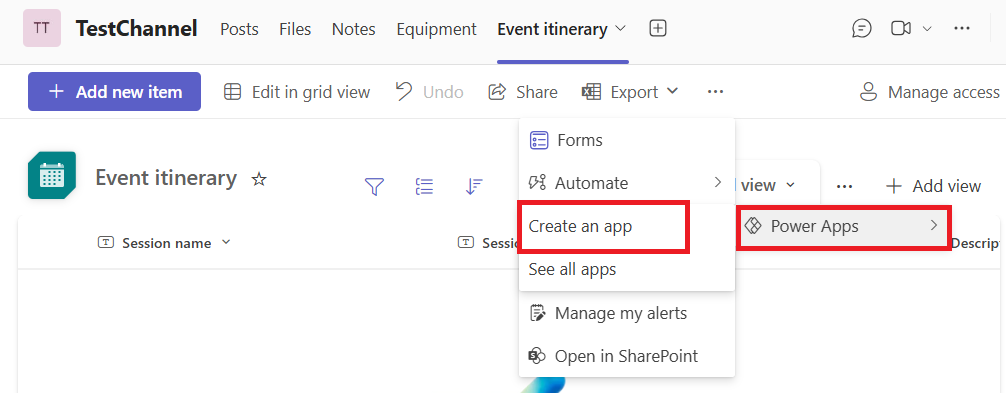 TT TestChannel Posts Files Notes Equipment Event itinerary
Add new item Edit in grid view Undo Share Export Manage access
Forms
Event itinerary Automate view Add view
Session name Sessi Create an app Power Apps Descript
See all apps
Manage my alerts
Open in SharePoint